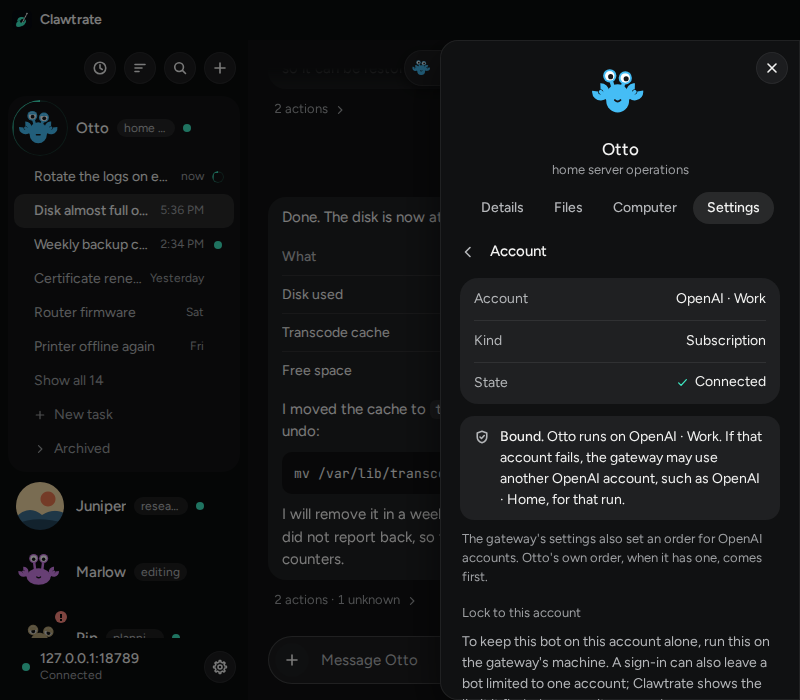 Clawtrate
Otto
home ...
Rotate the logs on e... now
Disk almost full o... 5:36 PM
Weekly backup c... 2:34 PM
Certificate rene... Yesterday
Router firmware Sat
Printer offline again Fri
Show all 14
New task
Archived
Juniper resea...
Marlow editing
Pip planni...
127.0.0.1:18789
Connected
2 actions
Done. The disk is now at
What
Disk used
Transcode cache
Free space
I moved the cache to
undo:
mv /var/lib/transco
I will remove it in a week
did not report back, so
counters.
2 actions · 1 unknown
Message Otto
Otto
home server operations
Details Files Computer Settings
Account
Account OpenAI · Work
Kind Subscription
State Connected
Bound. Otto runs on OpenAI · Work. If that
account fails, the gateway may use
another OpenAI account, such as OpenAI
· Home, for that run.
The gateway's settings also set an order for OpenAI
accounts. Otto's own order, when it has one, comes
first.
Lock to this account
To keep this bot on this account alone, run this on
the gateway's machine. A sign-in can also leave a
bot limited to one account; Clawtrate shows the